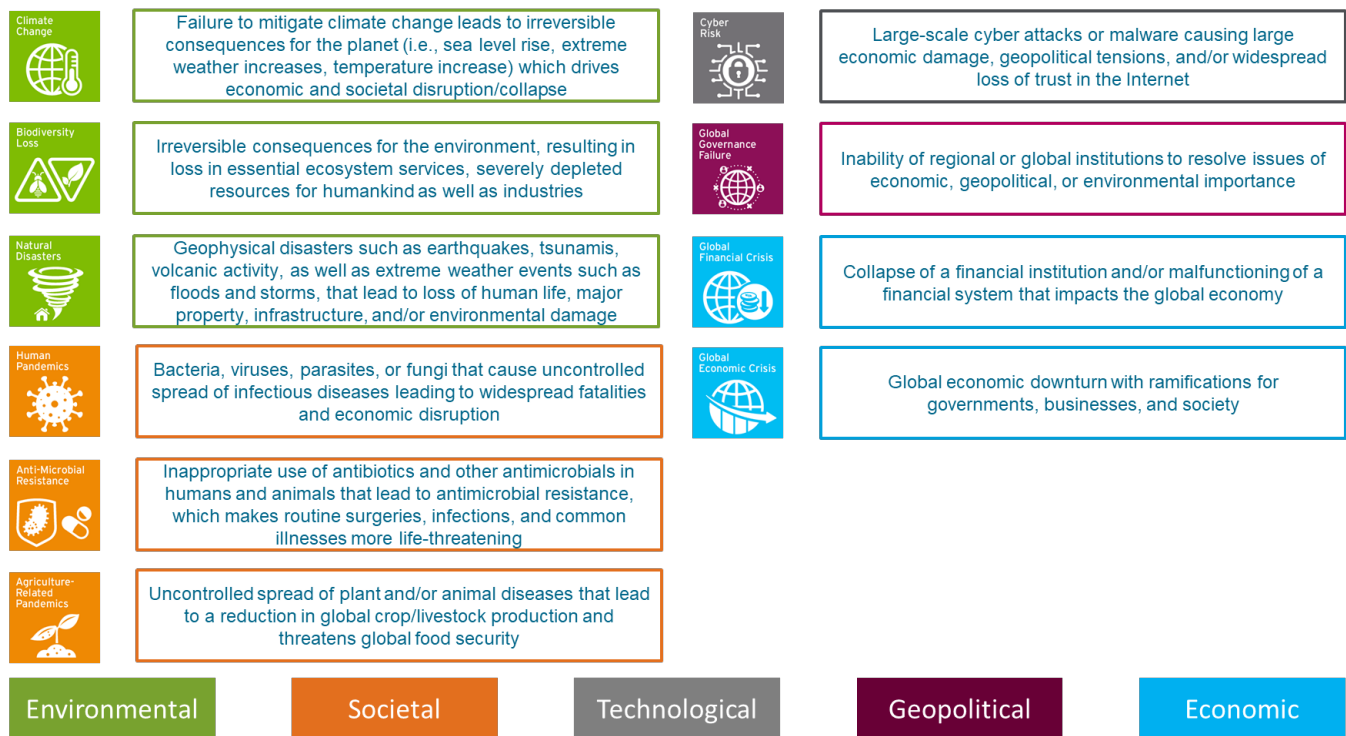 Climate
Change
Failure to mitigate climate change leads to irreversible
consequences for the planet (i.e., sea level rise, extreme
weather increases, temperature increase) which drives
economic and societal disruption/collapse
Biodiversity
Loss
Irreversible consequences for the environment, resulting in
loss in essential ecosystem services, severely depleted
resources for humankind as well as industries
Natural
Disasters
Geophysical disasters such as earthquakes, tsunamis,
volcanic activity, as well as extreme weather events such as
floods and storms, that lead to loss of human life, major
property, infrastructure, and/or environmental damage
Human
Pandemics
Bacteria, viruses, parasites, or fungi that cause uncontrolled
spread of infectious diseases leading to widespread fatalities
and economic disruption
Anti-Microbial
Resistance
Inappropriate use of antibiotics and other antimicrobials in
humans and animals that lead to antimicrobial resistance,
which makes routine surgeries, infections, and common
illnesses more life-threatening
Agriculture-
Related
Pandemics
Uncontrolled spread of plant and/or animal diseases that lead
to a reduction in global crop/livestock production and
threatens global food security
Cyber
Risk
Large-scale cyber attacks or malware causing large
economic damage, geopolitical tensions, and/or widespread
loss of trust in the Internet
Global
Governance
Failure
Inability of regional or global institutions to resolve issues of
economic, geopolitical, or environmental importance
Global
Financial Crisis
Collapse of a financial institution and/or malfunctioning of a
financial system that impacts the global economy
Global
Economic Crisis
Global economic downturn with ramifications for
governments, businesses, and society
Environmental
Societal
Technological
Geopolitical
Economic